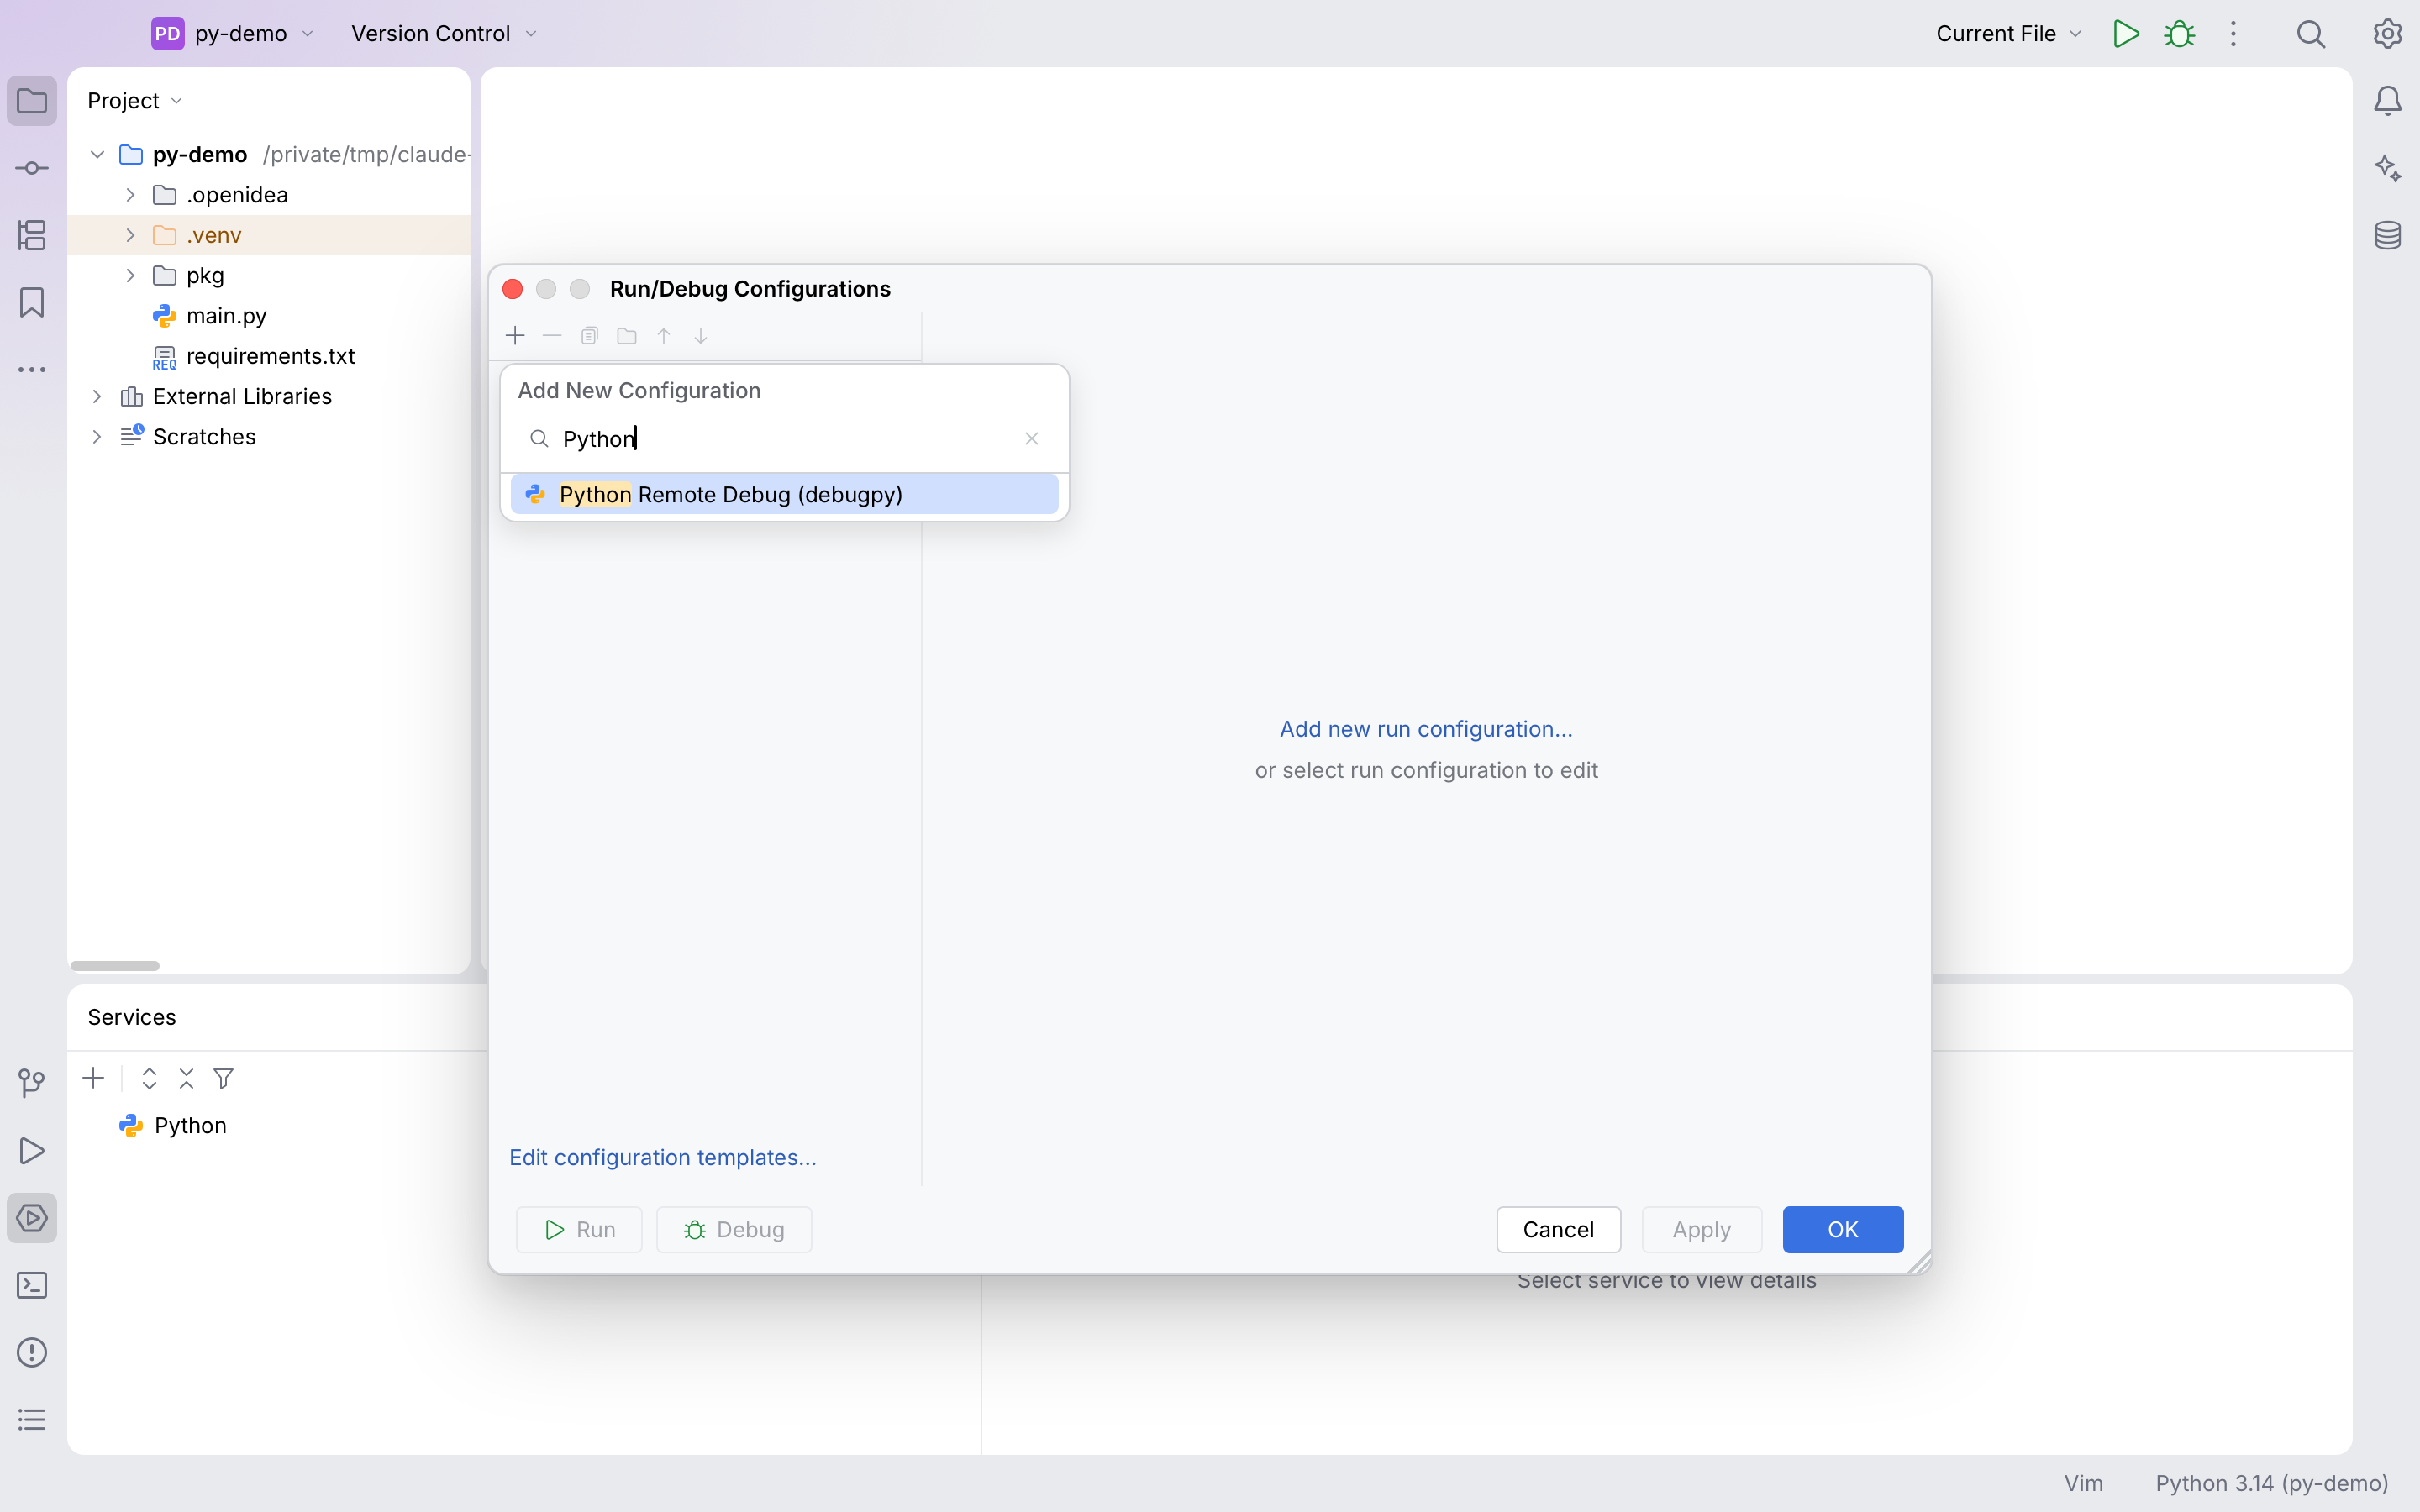 PD py-demo Version Control Current File
Project
py-demo /private/tmp/claude-
.openidea
.venv
pkg
main.py
REQ requirements.txt
External Libraries
Scratches
Run/Debug Configurations
Add New Configuration
Python
Python Remote Debug (debugpy)
Add new run configuration...
or select run configuration to edit
Edit configuration templates...
Run Debug Cancel Apply OK
Services
Python
Select service to view details
Vim Python 3.14 (py-demo)